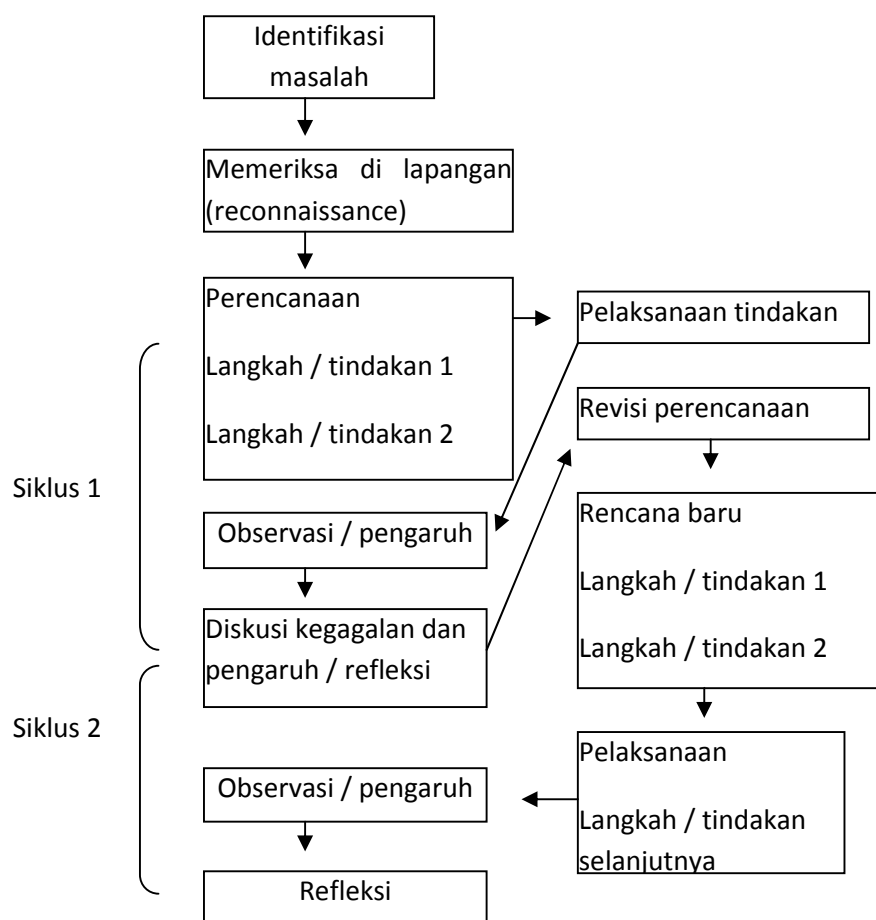 Identifikasi
masalah
Memeriksa di lapangan
(reconnaissance)
Perencanaan
Langkah / tindakan 1
Langkah / tindakan 2
Pelaksanaan tindakan
Siklus 1
Observasi / pengaruh
Diskusi kegagalan dan
pengaruh / refleksi
Revisi perencanaan
Rencana baru
Langkah / tindakan 1
Langkah / tindakan 2
Siklus 2
Pelaksanaan
Langkah / tindakan
selanjutnya
Observasi / pengaruh
Refleksi